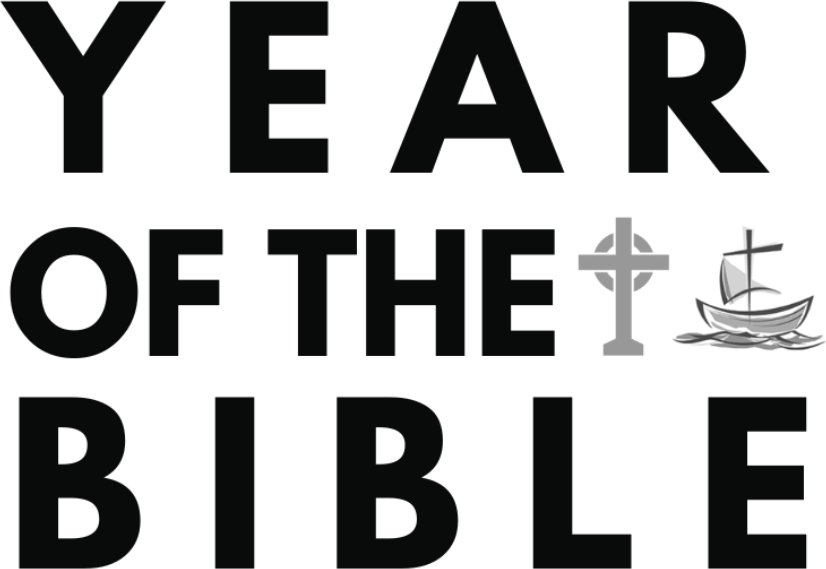 YEAR
OF THE
BIBLE